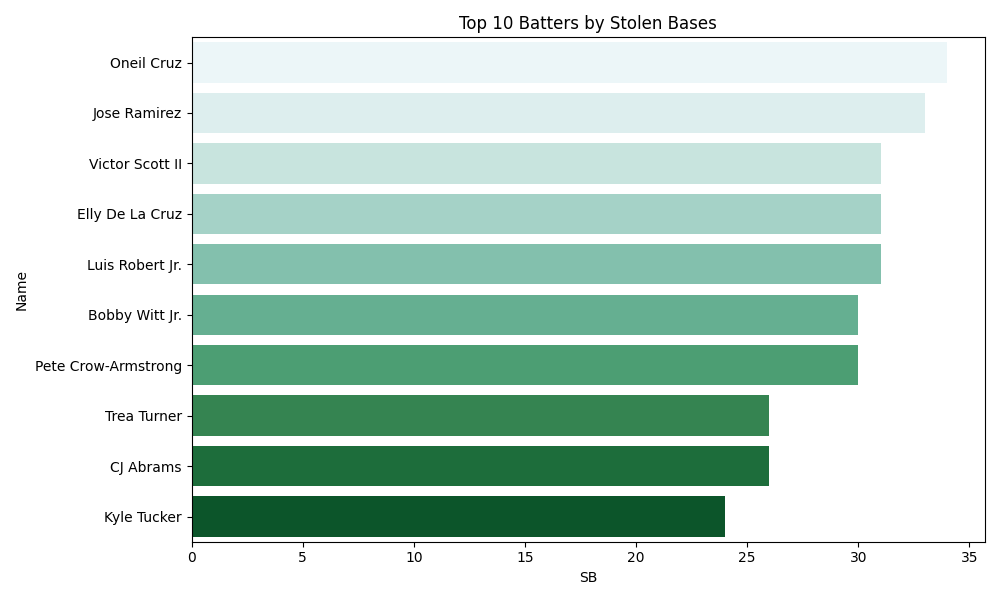 Top 10 Batters by Stolen Bases
Name
Oneil Cruz
Jose Ramirez
Victor Scott II
Elly De La Cruz
Luis Robert Jr.
Bobby Witt Jr.
Pete Crow-Armstrong
Trea Turner
CJ Abrams
Kyle Tucker
0 5 10 15 20 25 30 35
SB